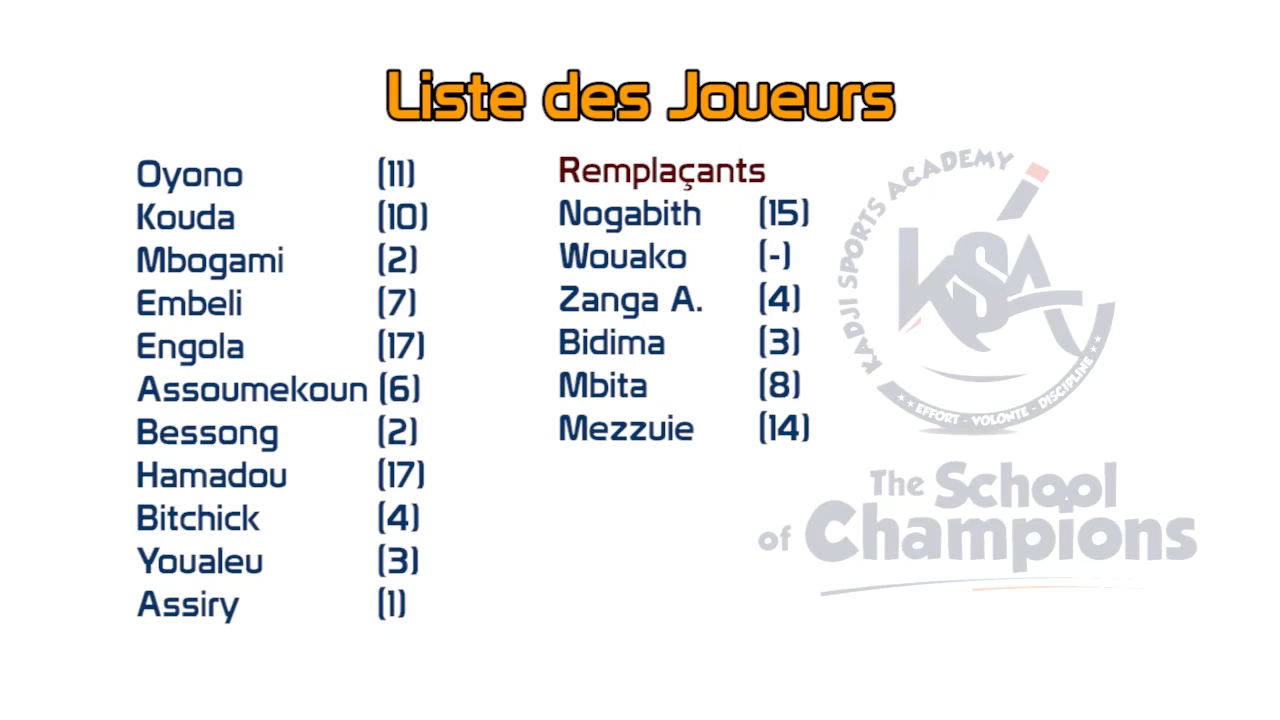 Liste des Joueurs
Oyono (11)
Kouda (10)
Mbogami (2)
Embeli (7)
Engola (17)
Assoumekoun (6)
Bessong (2)
Hamadou (17)
Bitchick (4)
Youaleu (3)
Assiry (1)
Remplaçants
Nogabith (15)
Wouako (-)
Zanga A. (4)
Bidima (3)
Mbita (8)
Mezzuie (14)
KADJI SPORTS ACADEMY
KSA
EFFORT - VOLONTE - DISCIPLINE
The School
of Champions